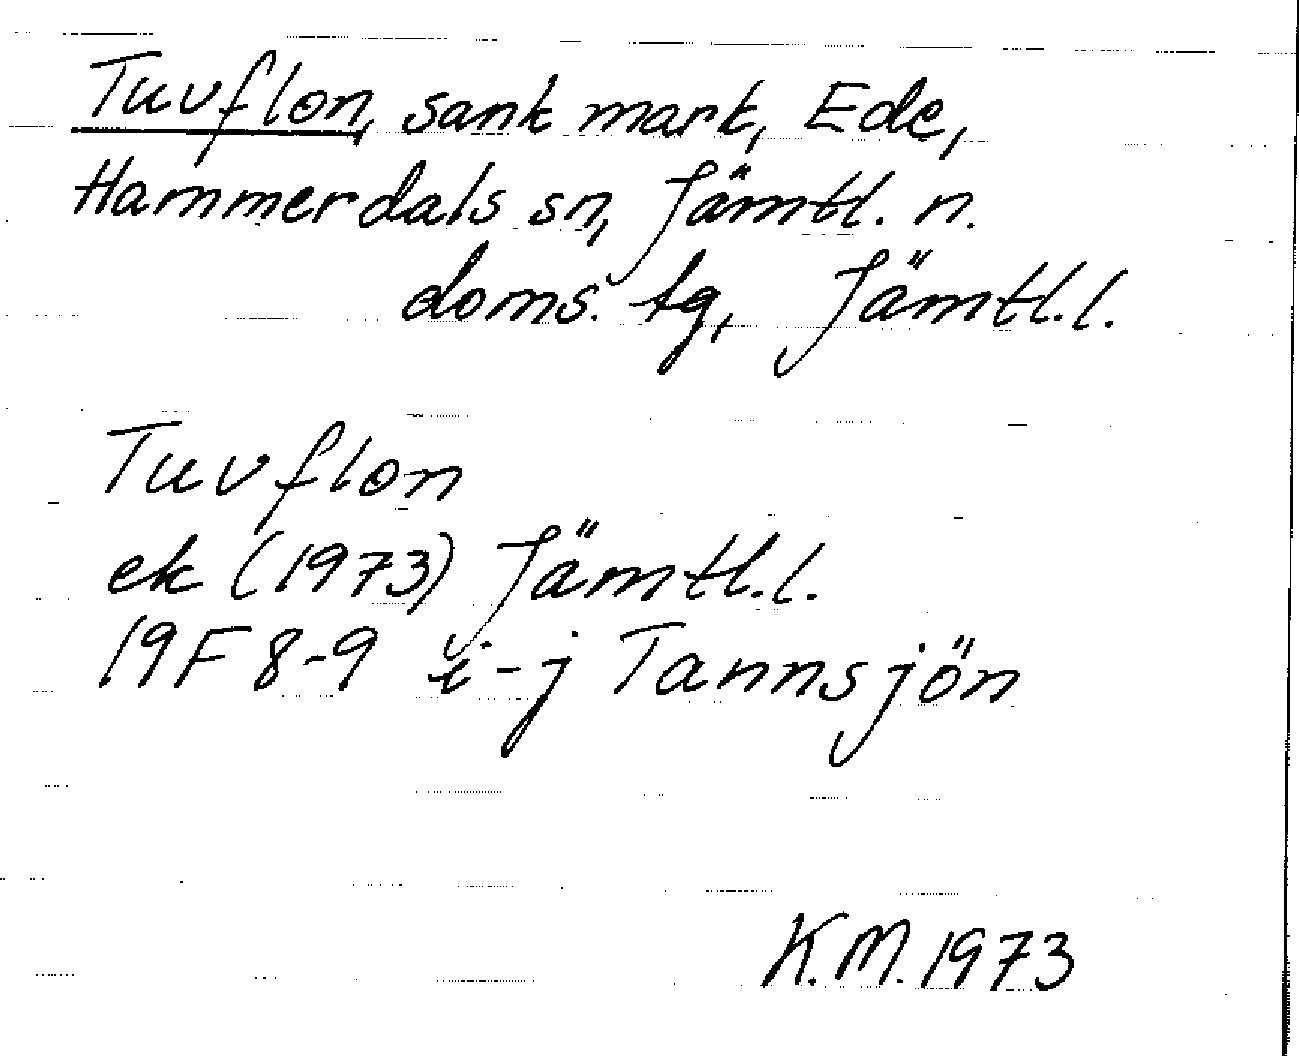 Tuvflon, sank mark, Ede,
Hammerdals sn, Jämtl. n.
doms. tg, Jämtl. l.
Tuvflon
ek (1973) Jämtl. l.
19F 8-9 i-j Tannsjön
K.M. 1973